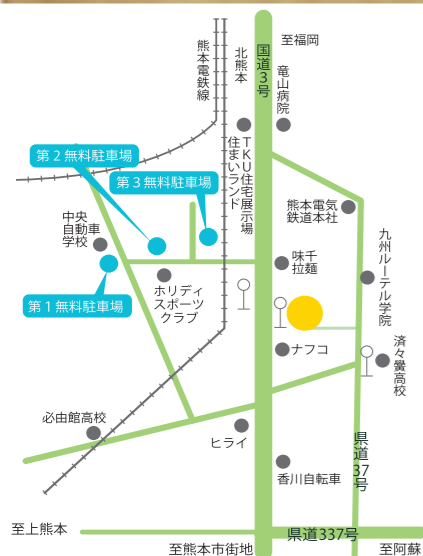 至福岡
国道3号
北熊本
熊本電鉄線
竜山病院
第2無料駐車場
第3無料駐車場
TKU住宅展示場
住まいランド
中央
自動車
学校
熊本電気
鉄道本社
九州ルーテル学院
味千
拉麺
ホリデイ
スポーツ
クラブ
第1無料駐車場
ナフコ
済々黌高校
必由館高校
ヒライ
県道37号
香川自転車
至上熊本
県道337号
至熊本市街地
至阿蘇